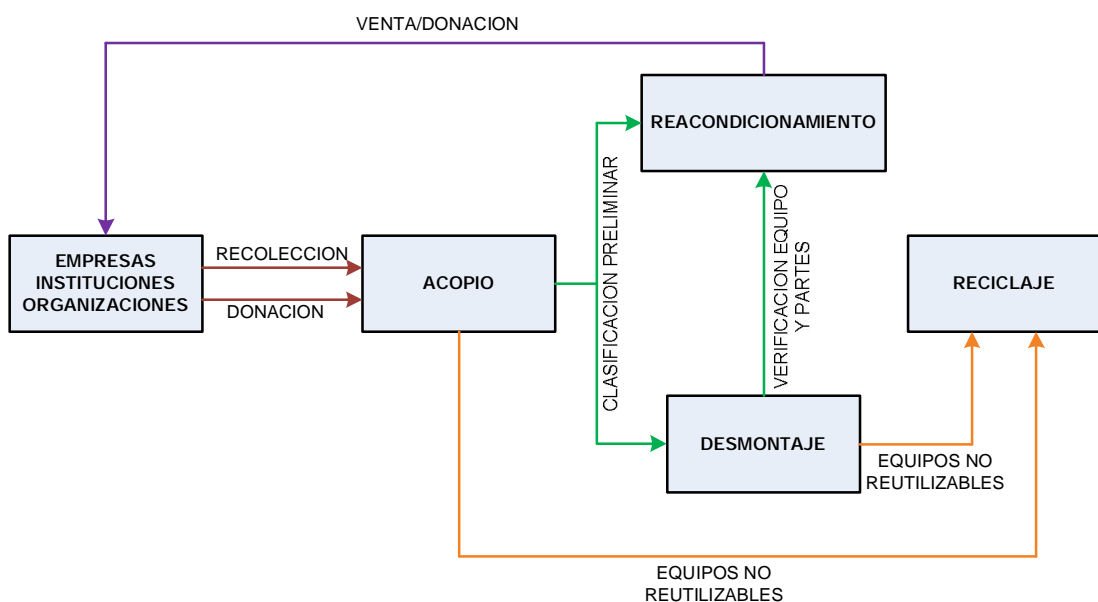 VENTA/DONACION
REACONDICIONAMIENTO
CLASIFICACION PRELIMINAR
VERIFICACION EQUIPO
Y PARTES
EMPRESAS
INSTITUCIONES
ORGANIZACIONES
RECOLECCION
DONACION
ACOPIO
RECICLAJE
DESMONTAJE
EQUIPOS NO
REUTILIZABLES
EQUIPOS NO
REUTILIZABLES